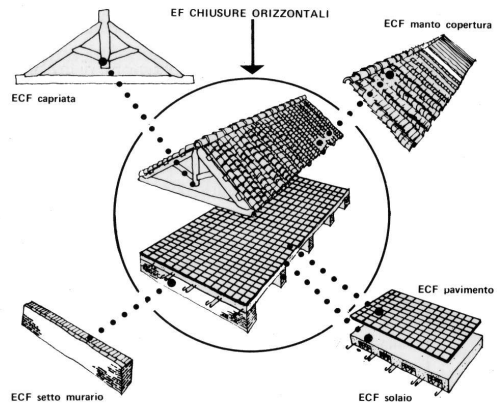 EF CHIUSURE ORIZZONTALI
ECF manto copertura
ECF capriata
ECF pavimento
ECF setto murario
ECF solaio